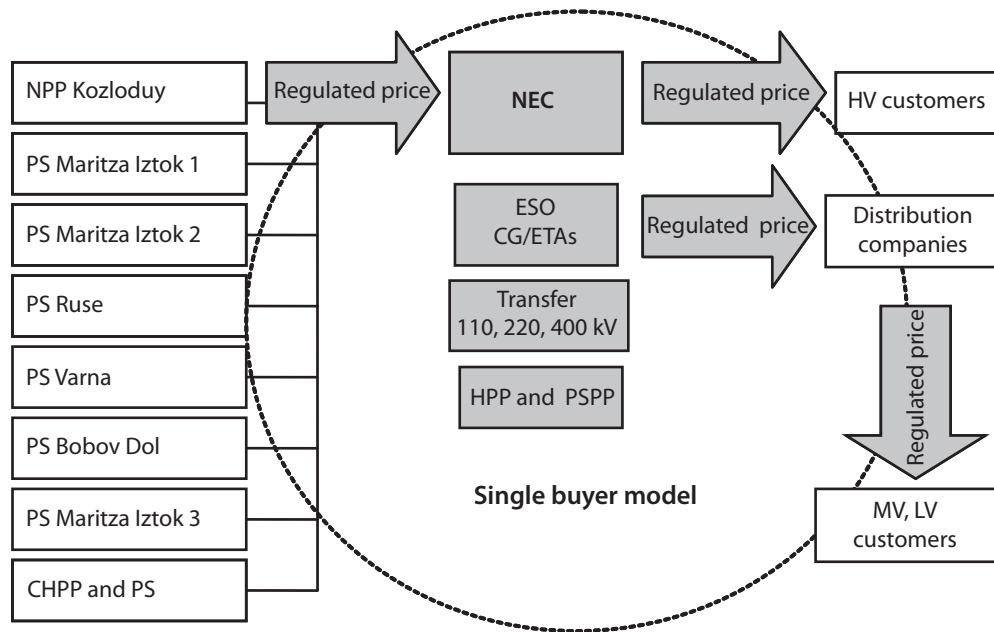 NPP Kozloduy
PS Maritza Iztok 1
PS Maritza Iztok 2
PS Ruse
PS Varna
PS Bobov Dol
PS Maritza Iztok 3
CHPP and PS
Regulated price
NEC
ESO
CG/ETAs
Transfer
110, 220, 400 kV
HPP and PSPP
Single buyer model
Regulated price
HV customers
Regulated price
Distribution
companies
Regulated price
MV, LV
customers